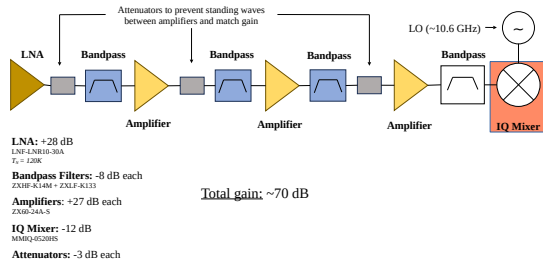 Attenuators to prevent standing waves
between amplifiers and match gain
LO (~10.6 GHz)
~
LNA
Bandpass
Bandpass
Bandpass
Bandpass
Amplifier
Amplifier
Amplifier
IQ Mixer
LNA: +28 dB
LNF-LNR10-30A
Tₙ = 120K
Bandpass Filters: -8 dB each
ZXHF-K14M + ZXLF-K133
Amplifiers: +27 dB each
ZX60-24A-S
IQ Mixer: -12 dB
MMIQ-0520HS
Attenuators: -3 dB each
Total gain: ~70 dB